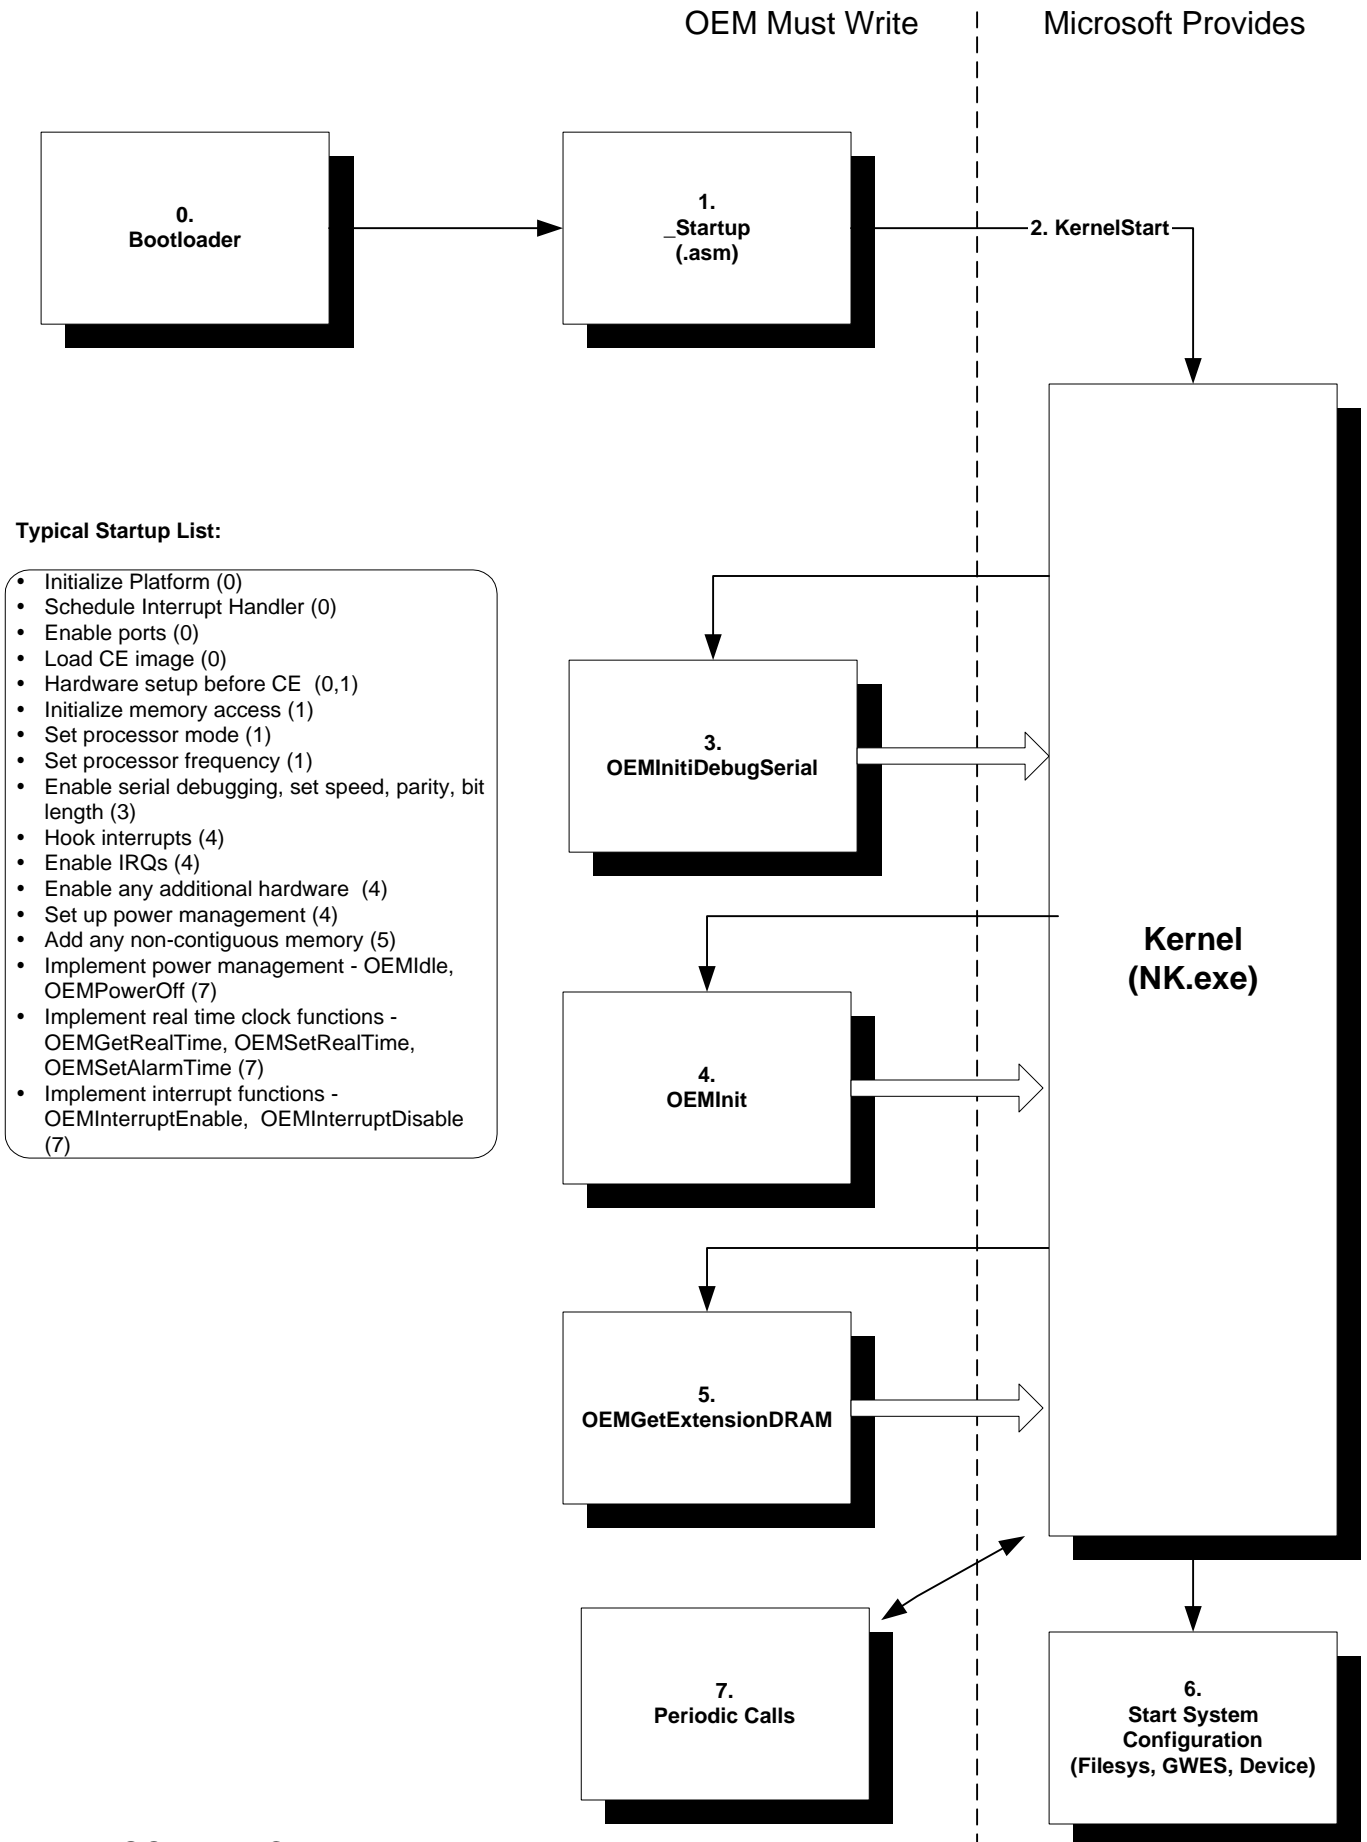 OEM Must Write
Microsoft Provides
0.
Bootloader
1.
_Startup
(.asm)
2. KernelStart
Typical Startup List:
• Initialize Platform (0)
• Schedule Interrupt Handler (0)
• Enable ports (0)
• Load CE image (0)
• Hardware setup before CE (0,1)
• Initialize memory access (1)
• Set processor mode (1)
• Set processor frequency (1)
• Enable serial debugging, set speed, parity, bit
length (3)
• Hook interrupts (4)
• Enable IRQs (4)
• Enable any additional hardware (4)
• Set up power management (4)
• Add any non-contiguous memory (5)
• Implement power management - OEMIdle,
OEMPowerOff (7)
• Implement real time clock functions -
OEMGetRealTime, OEMSetRealTime,
OEMSetAlarmTime (7)
• Implement interrupt functions -
OEMInterruptEnable, OEMInterruptDisable
(7)
3.
OEMInitiDebugSerial
Kernel
(NK.exe)
4.
OEMInit
5.
OEMGetExtensionDRAM
7.
Periodic Calls
6.
Start System
Configuration
(Filesys, GWES, Device)